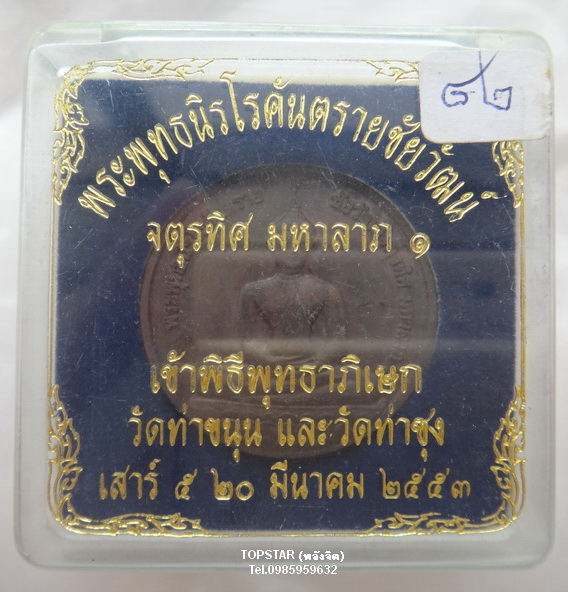 ๘๒
พระพุทธนิรโรคันตรายชัยวัฒน์
จตุรทิศ มหาลาภ ๑
เข้าพิธีพุทธาภิเษก
วัดท่าขนุน และวัดท่าซุง
เสาร์ ๕ ๒๐ มีนาคม ๒๕๕๓
TOPSTAR (พลังจิต)
Tel.0985959632